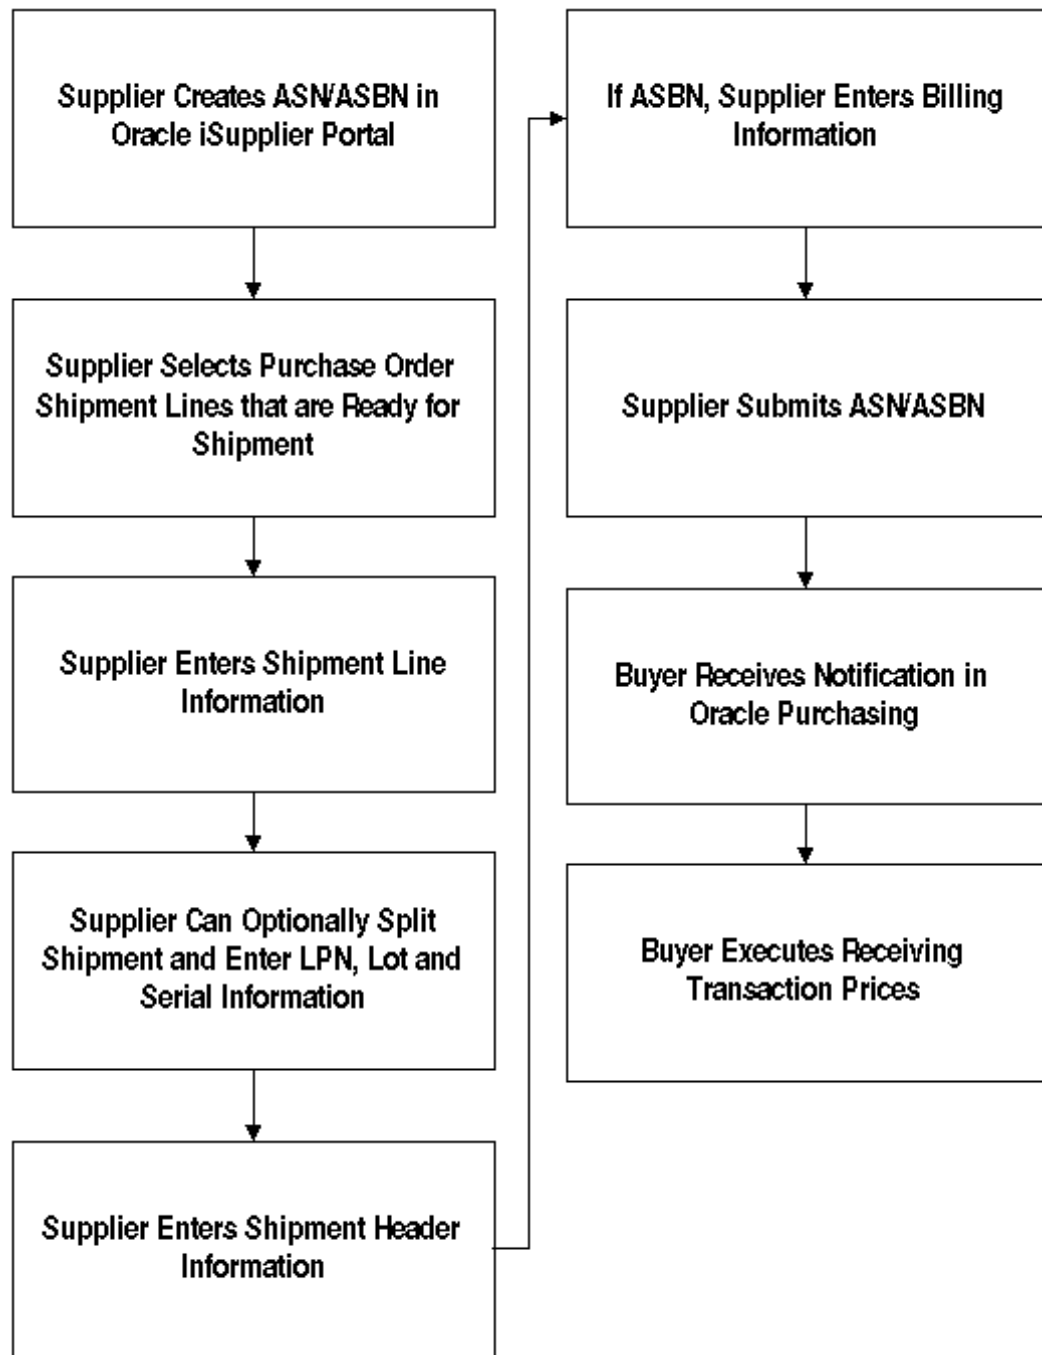 Supplier Creates ASN/ASBN in
Oracle iSupplier Portal
Supplier Selects Purchase Order
Shipment Lines that are Ready for
Shipment
Supplier Enters Shipment Line
Information
Supplier Can Optionally Split
Shipment and Enter LPN, Lot and
Serial Information
Supplier Enters Shipment Header
Information
If ASBN, Supplier Enters Billing
Information
Supplier Submits ASN/ASBN
Buyer Receives Notification in
Oracle Purchasing
Buyer Executes Receiving
Transaction Prices